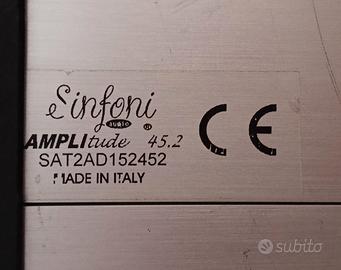 Sinfoni
audio
AMPLitude 45.2
CE
SAT2AD152452
MADE IN ITALY
subito